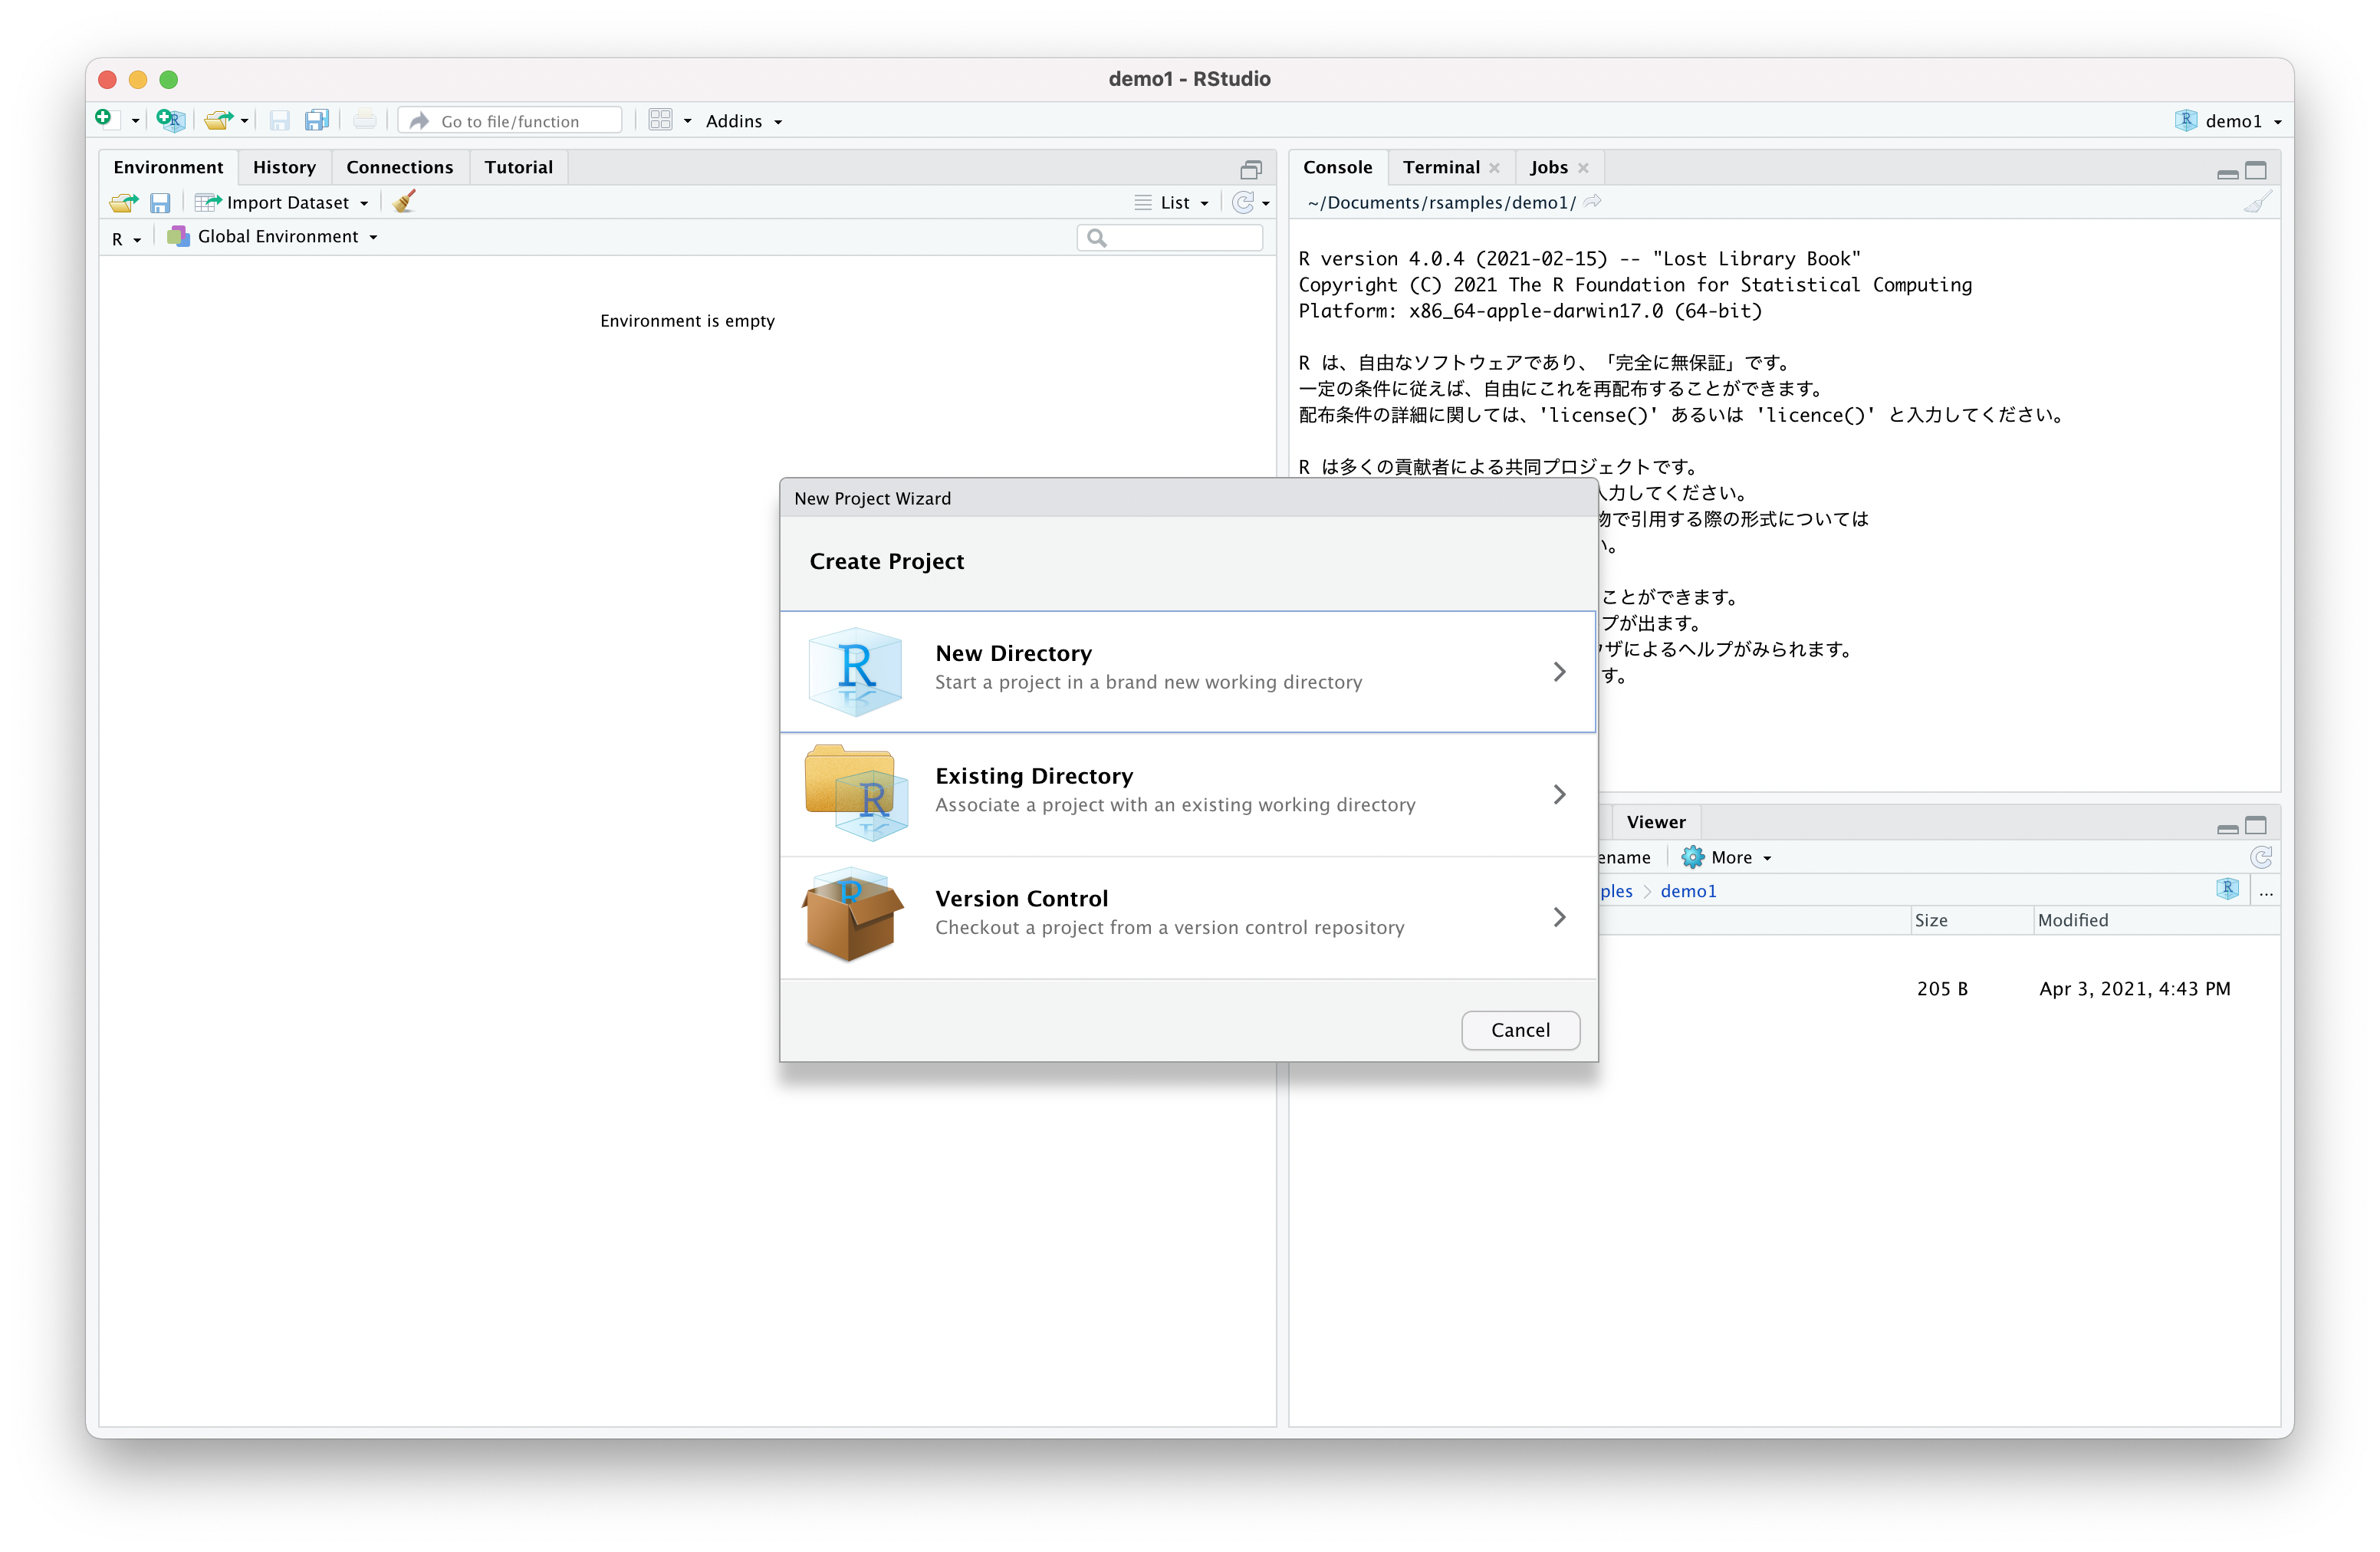 demo1 - RStudio
Go to file/function
Addins
demo1
Environment
History
Connections
Tutorial
Import Dataset
List
R
Global Environment
Environment is empty
Console
Terminal
Jobs
~/Documents/rsamples/demo1/
R version 4.0.4 (2021-02-15) -- "Lost Library Book"
Copyright (C) 2021 The R Foundation for Statistical Computing
Platform: x86_64-apple-darwin17.0 (64-bit)
R は、自由なソフトウェアであり、「完全に無保証」です。
一定の条件に従えば、自由にこれを再配布することができます。
配布条件の詳細に関しては、'license()' あるいは 'licence()' と入力してください。
R は多くの貢献者による共同プロジェクトです。
力してください。
物で引用する際の形式については
い。
ことができます。
プが出ます。
ザによるヘルプがみられます。
す。
New Project Wizard
Create Project
New Directory
Start a project in a brand new working directory
Existing Directory
Associate a project with an existing working directory
Version Control
Checkout a project from a version control repository
Cancel
Viewer
ename
More
ples
demo1
...
Size
Modified
205 B
Apr 3, 2021, 4:43 PM